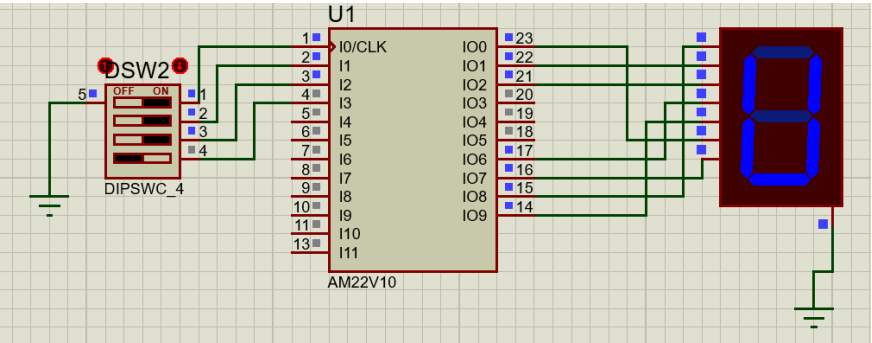 U1
DSW2
OFF ON
5
1
2
3
4
DIPSWC_4
1 I0/CLK IO0 23
2 I1 IO1 22
3 I2 IO2 21
4 I3 IO3 20
5 I4 IO4 19
6 I5 IO5 18
7 I6 IO6 17
8 I7 IO7 16
9 I8 IO8 15
10 I9 IO9 14
11 I10
13 I11
AM22V10